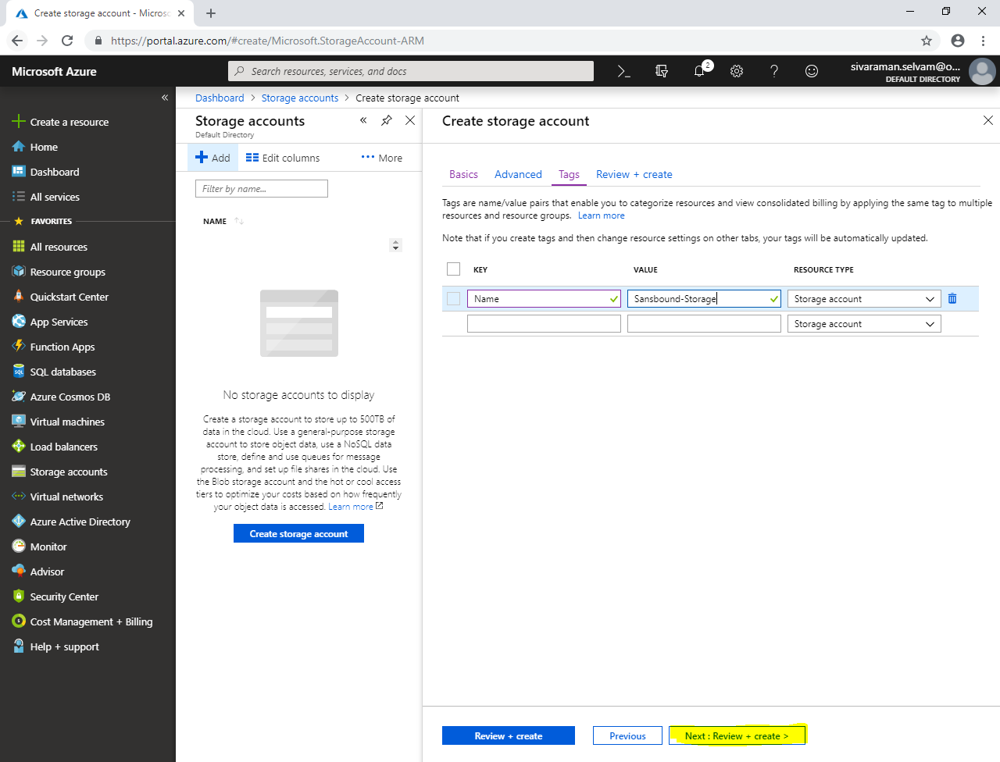 Create storage account - Micros
https://portal.azure.com/#create/Microsoft.StorageAccount-ARM
Microsoft Azure
Search resources, services, and docs
2
sivaraman.selvam@o...
DEFAULT DIRECTORY
Create a resource
Home
Dashboard
All services
FAVORITES
All resources
Resource groups
Quickstart Center
App Services
Function Apps
SQL databases
Azure Cosmos DB
Virtual machines
Load balancers
Storage accounts
Virtual networks
Azure Active Directory
Monitor
Advisor
Security Center
Cost Management + Billing
Help + support
Dashboard > Storage accounts > Create storage account
Storage accounts
Default Directory
Add
Edit columns
More
Filter by name...
NAME
No storage accounts to display
Create a storage account to store up to 500TB of
data in the cloud. Use a general-purpose storage
account to store object data, use a NoSQL data
store, define and use queues for message
processing, and set up file shares in the cloud. Use
the Blob storage account and the hot or cool access
tiers to optimize your costs based on how frequently
your object data is accessed. Learn more
Create storage account
Create storage account
Basics Advanced Tags Review + create
Tags are name/value pairs that enable you to categorize resources and view consolidated billing by applying the same tag to multiple
resources and resource groups. Learn more
Note that if you create tags and then change resource settings on other tabs, your tags will be automatically updated.
KEY VALUE RESOURCE TYPE
Name Sansbound-Storage Storage account
Storage account
Review + create Previous Next : Review + create >